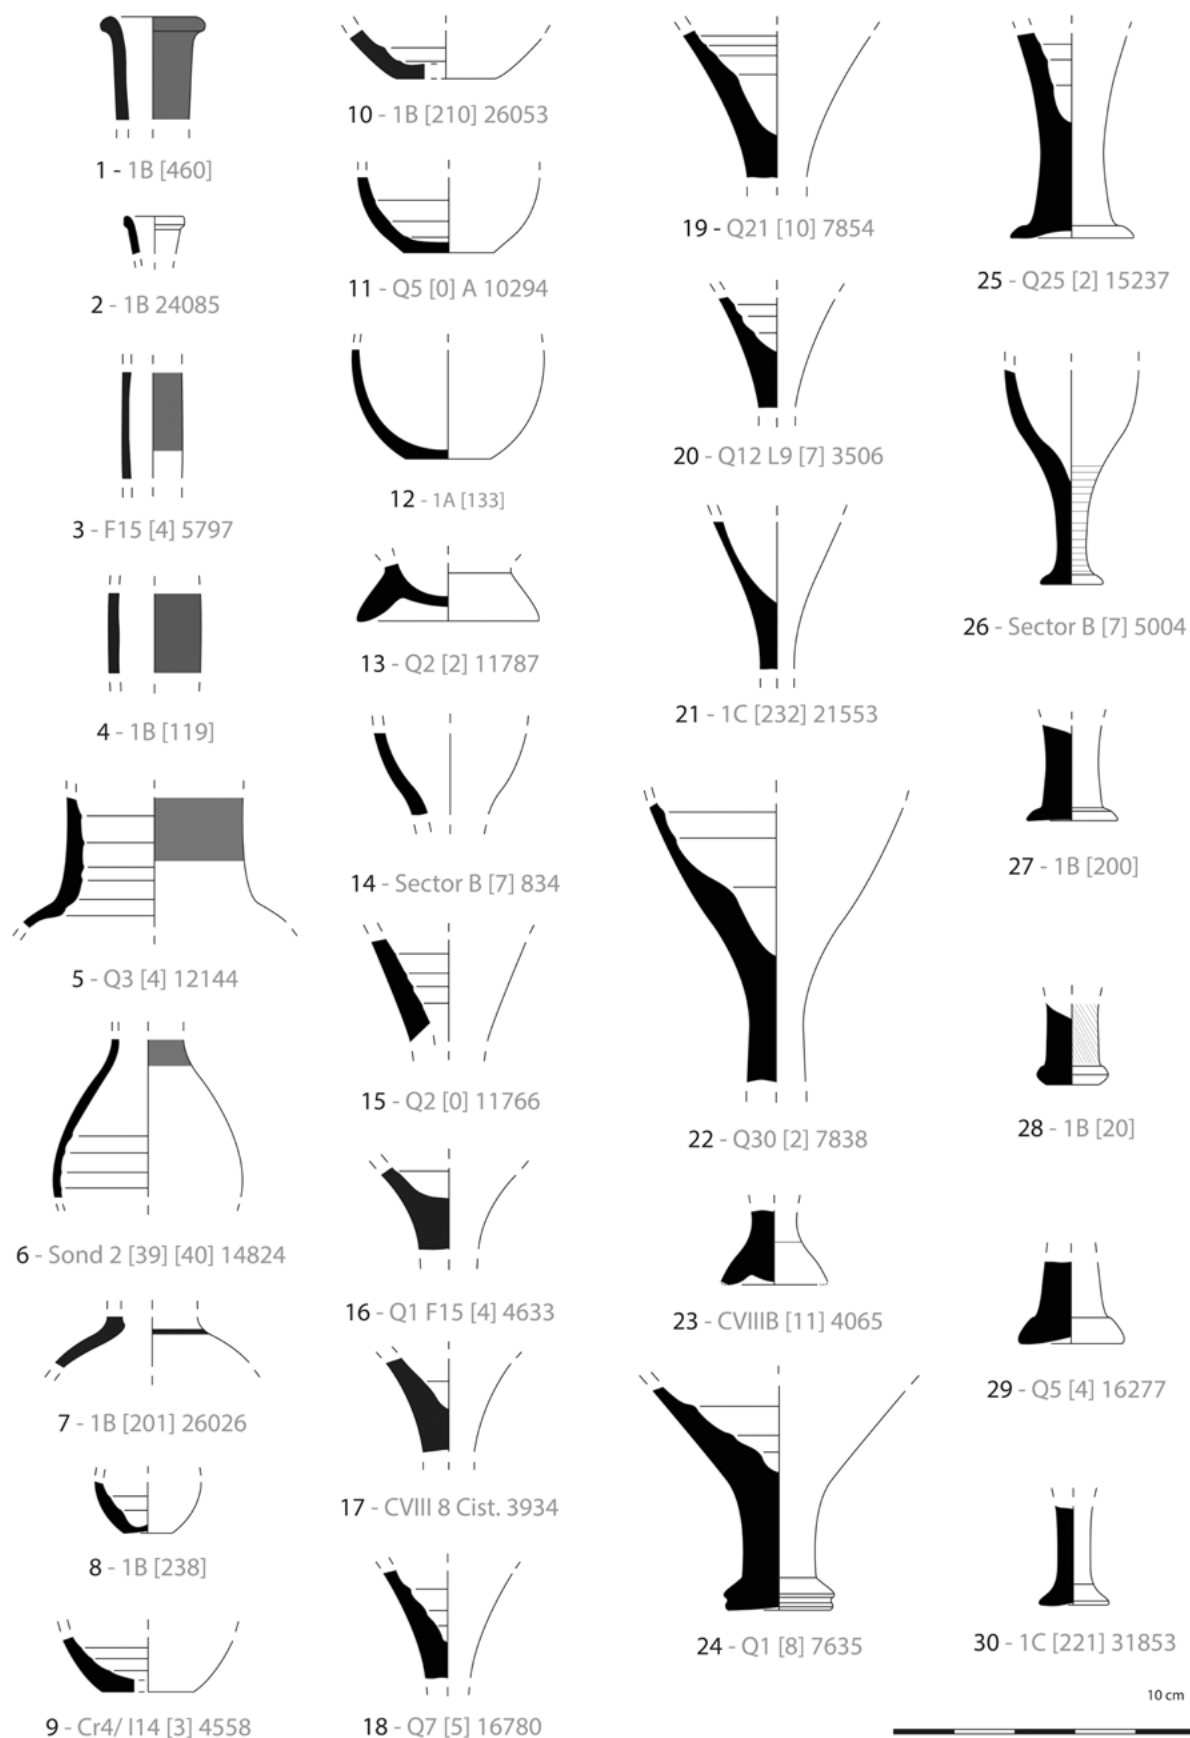 1 - 1B [460]
2 - 1B 24085
3 - F15 [4] 5797
4 - 1B [119]
5 - Q3 [4] 12144
6 - Sond 2 [39] [40] 14824
7 - 1B [201] 26026
8 - 1B [238]
9 - Cr4/ I14 [3] 4558
10 - 1B [210] 26053
11 - Q5 [0] A 10294
12 - 1A [133]
13 - Q2 [2] 11787
14 - Sector B [7] 834
15 - Q2 [0] 11766
16 - Q1 F15 [4] 4633
17 - CVIII 8 Cist. 3934
18 - Q7 [5] 16780
19 - Q21 [10] 7854
20 - Q12 L9 [7] 3506
21 - 1C [232] 21553
22 - Q30 [2] 7838
23 - CVIIIB [11] 4065
24 - Q1 [8] 7635
25 - Q25 [2] 15237
26 - Sector B [7] 5004
27 - 1B [200]
28 - 1B [20]
29 - Q5 [4] 16277
30 - 1C [221] 31853
10 cm